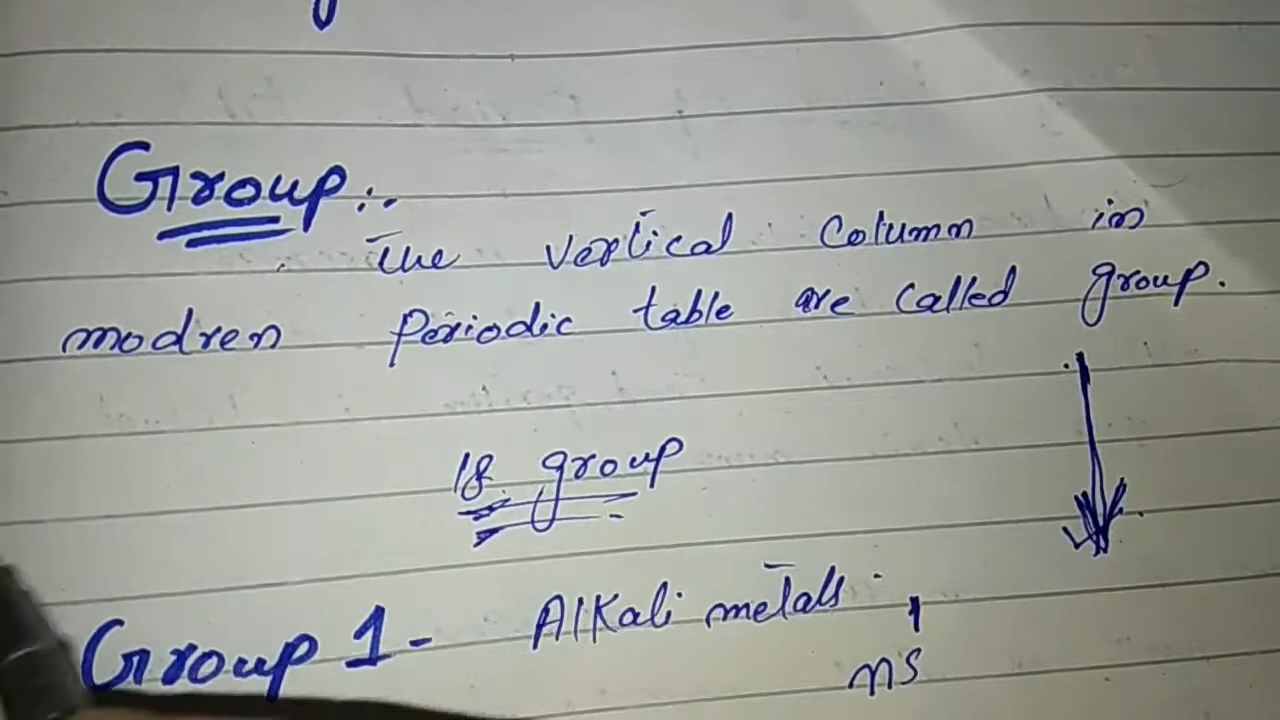 Group:-
The vertical column in
modren periodic table are called group.
18 group
Group 1- Alkali metals
ns¹